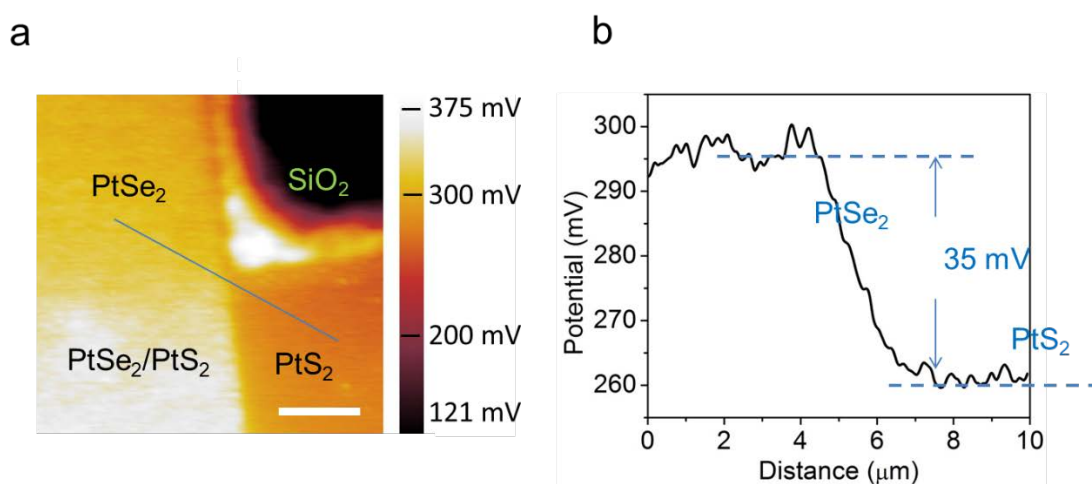 a
PtSe₂
SiO₂
PtSe₂/PtS₂
PtS₂
375 mV
300 mV
200 mV
121 mV
b
300
290
280
270
260
Potential (mV)
PtSe₂
35 mV
PtS₂
0 2 4 6 8 10
Distance (μm)